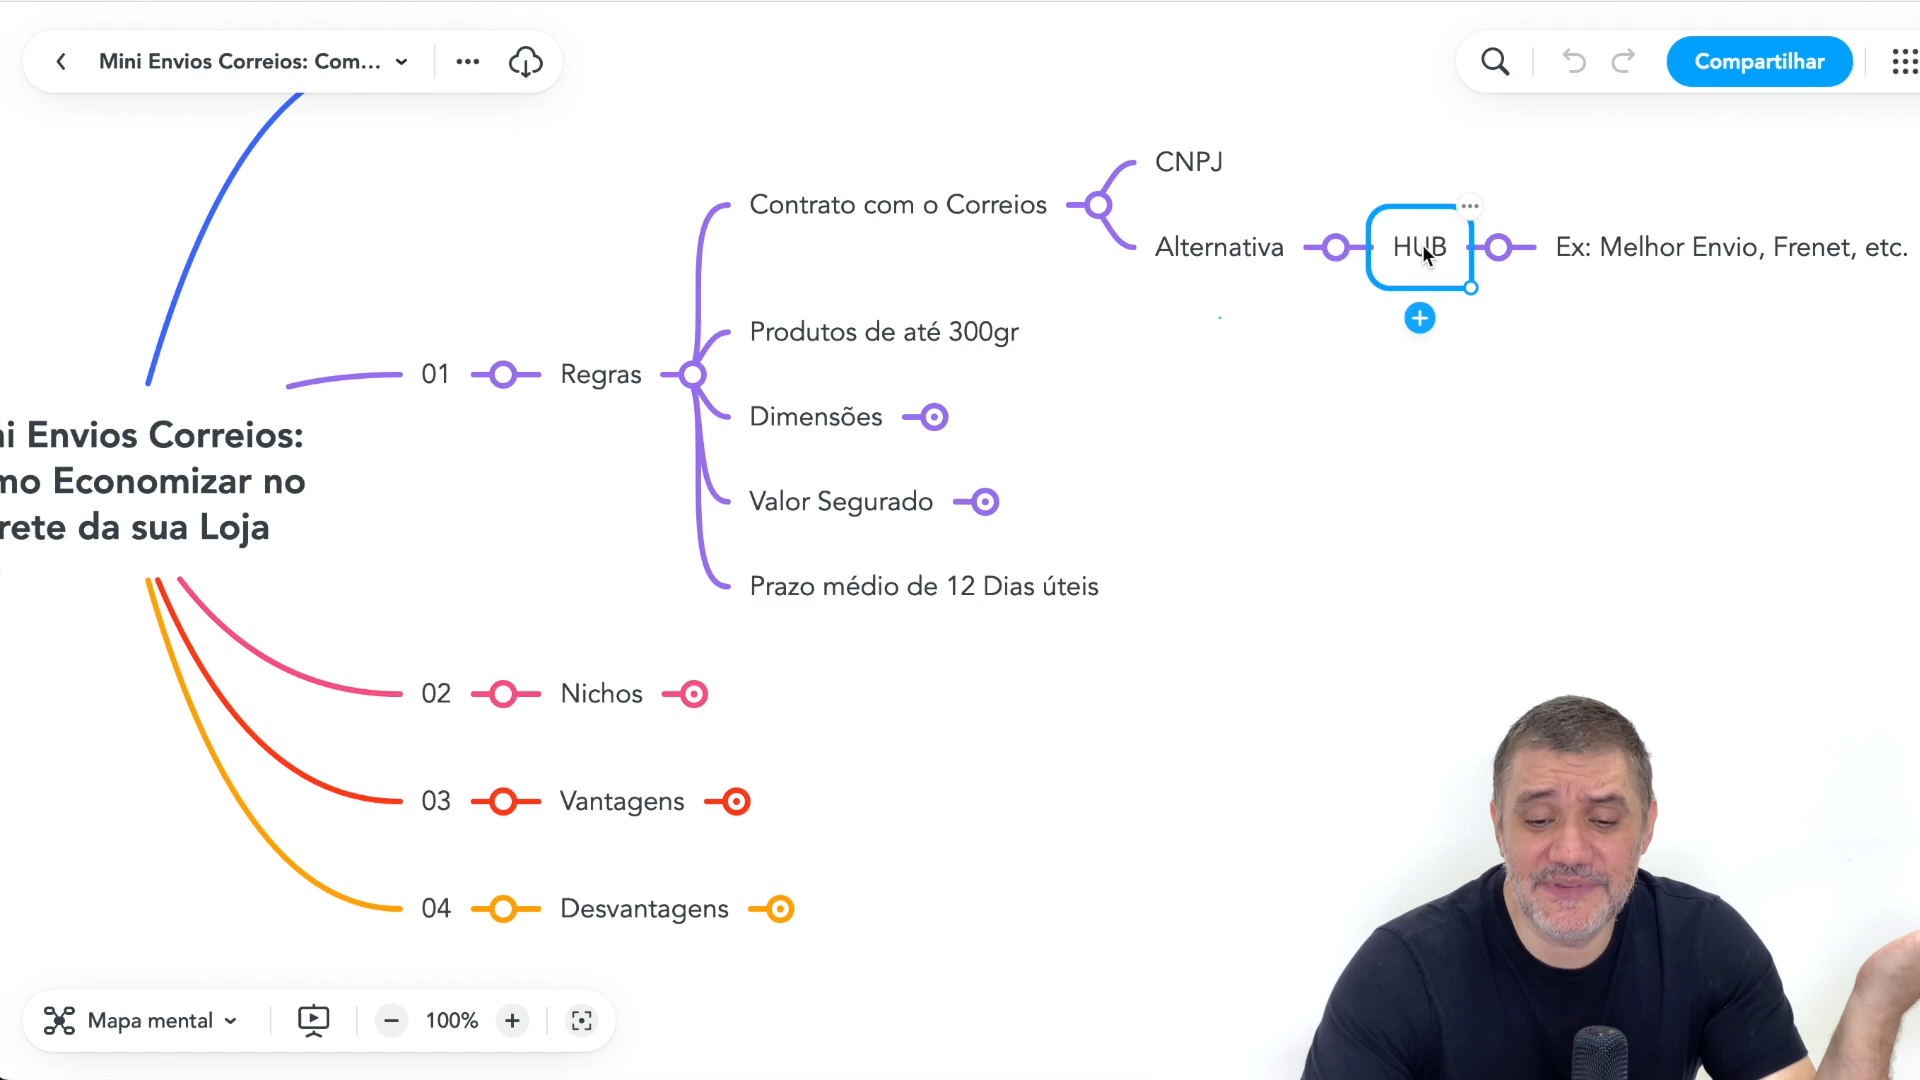 Mini Envios Correios: Com...
Compartilhar
CNPJ
Contrato com o Correios
Alternativa
HUB
Ex: Melhor Envio, Frenet, etc.
Produtos de até 300gr
01
Regras
Dimensões
i Envios Correios:
mo Economizar no
rete da sua Loja
Valor Segurado
Prazo médio de 12 Dias úteis
02
Nichos
03
Vantagens
04
Desvantagens
Mapa mental
100%